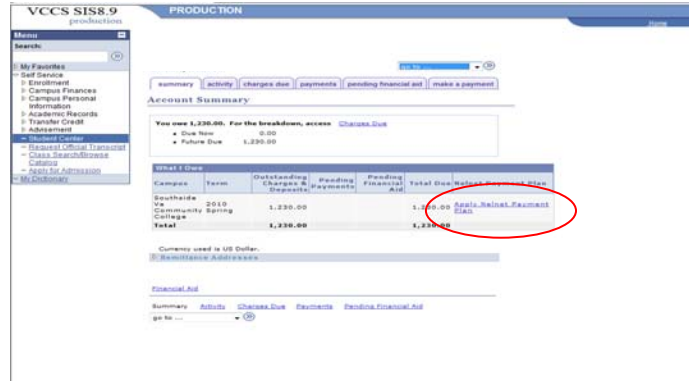 VCCS SIS8.9
production
PRODUCTION
Home
Menu
Search:
My Favorites
Self Service
Enrollment
Campus Finances
Campus Personal
Information
Academic Records
Transfer Credit
Advisement
Student Center
Request Official Transcript
Class Search/Browse
Catalog
Apply for Admission
My Dictionary
go to ...
summary activity charges due payments pending financial aid make a payment
Account Summary
You owe 1,230.00. For the breakdown, access Charges Due
Due Now 0.00
Future Due 1,230.00
What I Owe
Campus Term Outstanding Charges & Deposits Pending Payments Pending Financial Aid Total Due Nelnet Payment Plan
Southside Va Community College 2010 Spring 1,230.00 1,230.00 Apply Nelnet Payment Plan
Total 1,230.00 1,230.00
Currency used is US Dollar.
Remittance Addresses
Financial Aid
Summary Activity Charges Due Payments Pending Financial Aid
go to ...